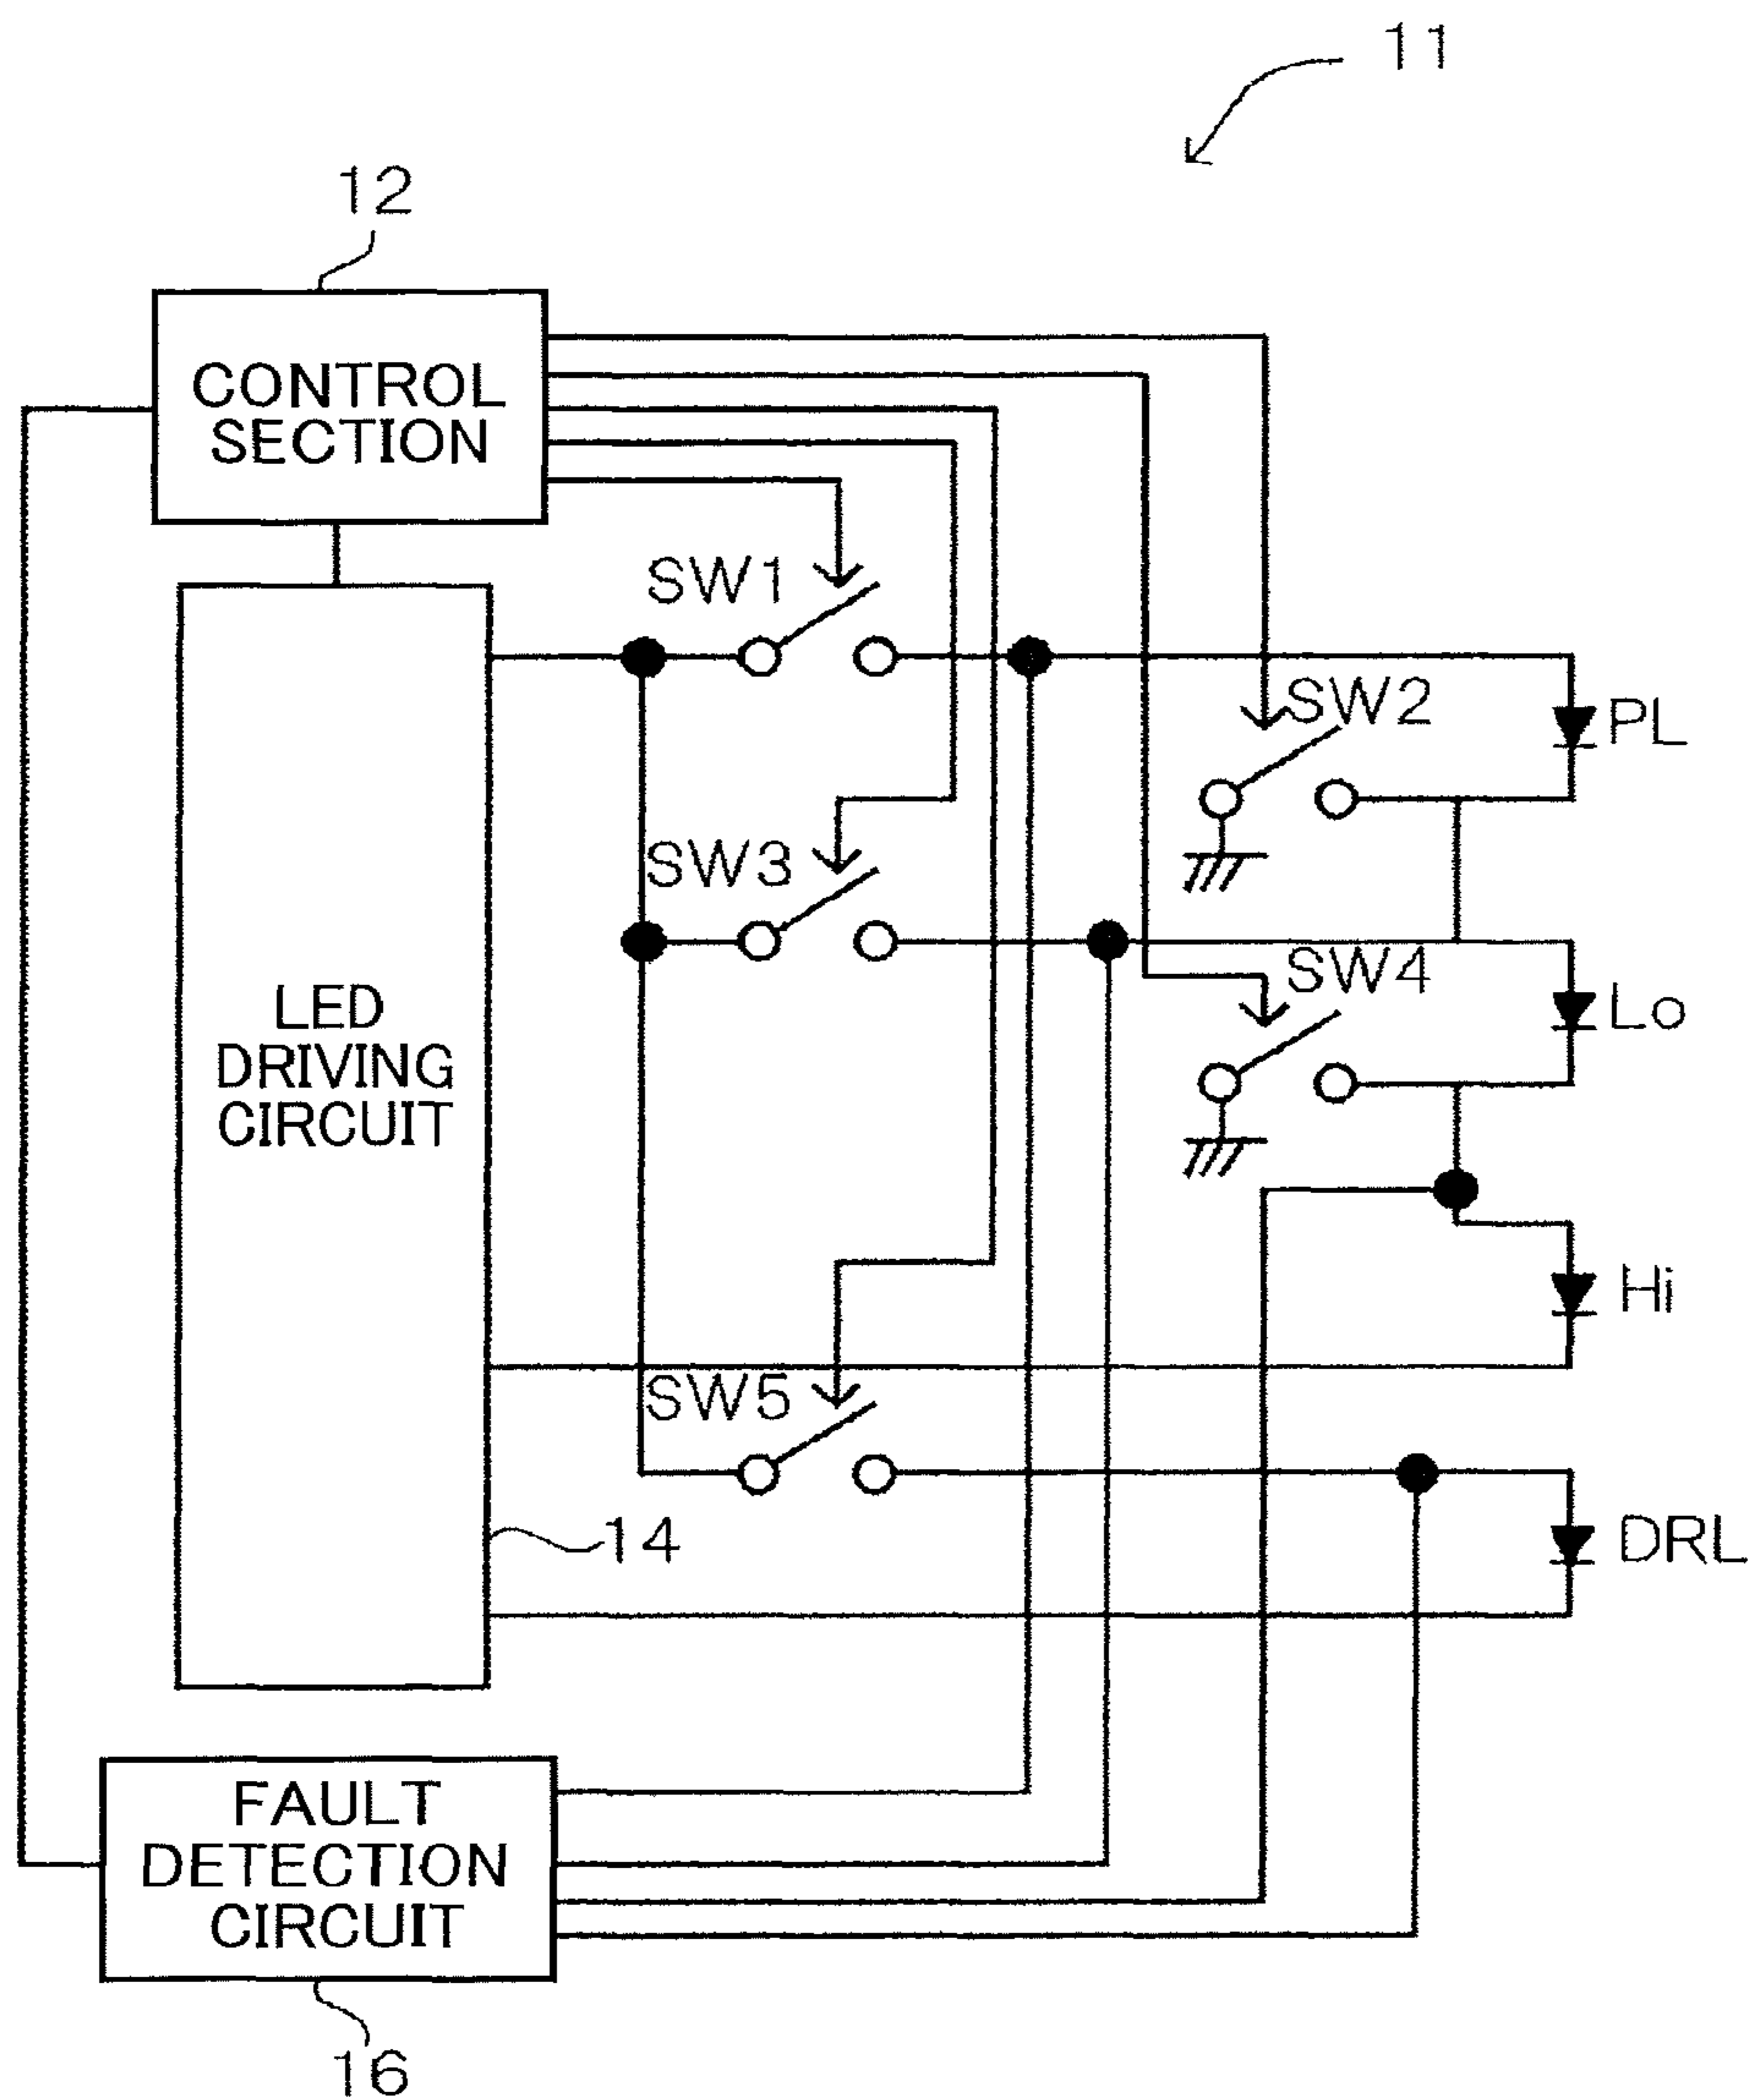 11
12
CONTROL
SECTION
SW1
SW2
PL
SW3
SW4
Lo
LED
DRIVING
CIRCUIT
Hi
SW5
14
DRL
FAULT
DETECTION
CIRCUIT
16